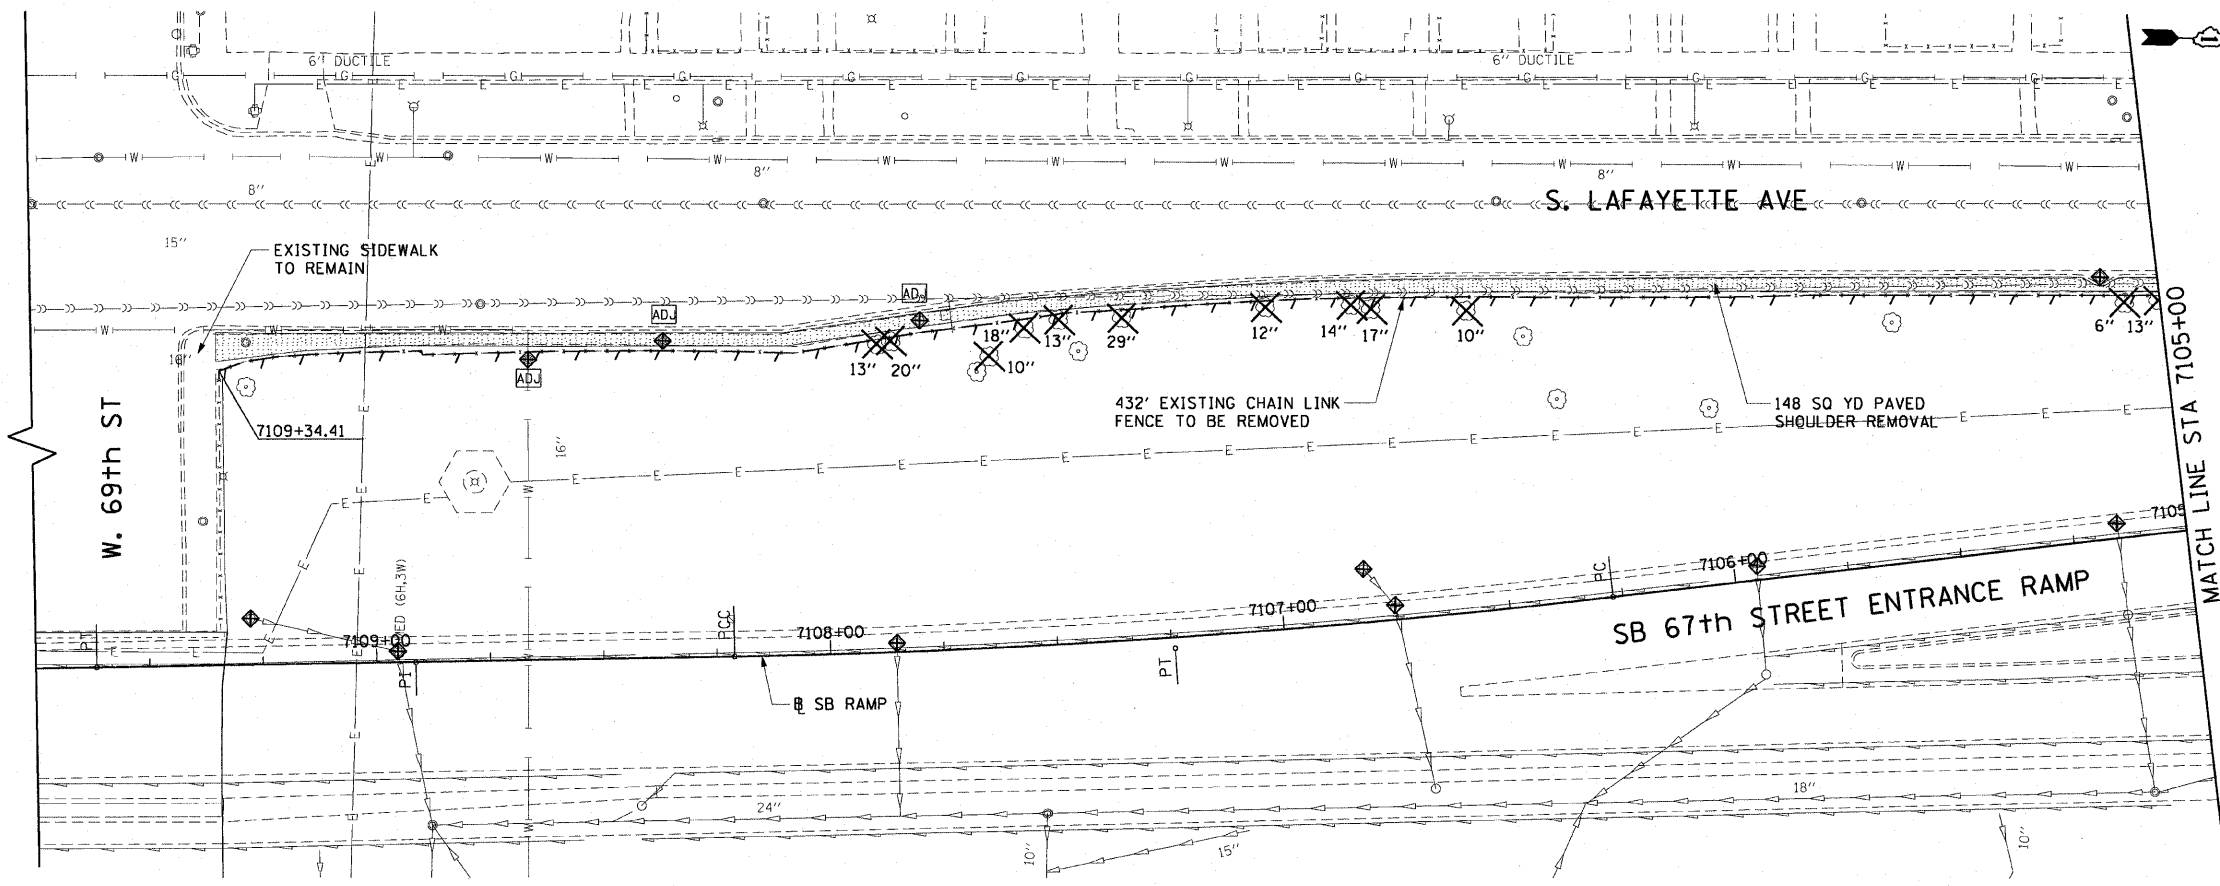 6" DUCTILE
6" DUCTILE
G G G G G G G G G G G G
E E E E E E E E E E E E E E E E E E E E E E E
W W W W W W W W W W W W
8"
8"
8"
S. LAFAYETTE AVE
15"
EXISTING SIDEWALK
TO REMAIN
ADJ
ADJ
ADJ
W W W
13"
20"
18"
10"
13"
29"
12"
14"
17"
10"
6"
13"
432' EXISTING CHAIN LINK
FENCE TO BE REMOVED
148 SQ YD PAVED
SHOULDER REMOVAL
7109+34.41
W. 69th ST
16"
MATCH LINE STA 7105+00
7105
7106+00
7107+00
7108+00
7109+00
PT
PI
PCC
PT
PC
(6H,3W)
SB 67th STREET ENTRANCE RAMP
SB RAMP
24"
18"
10"
15"
10"